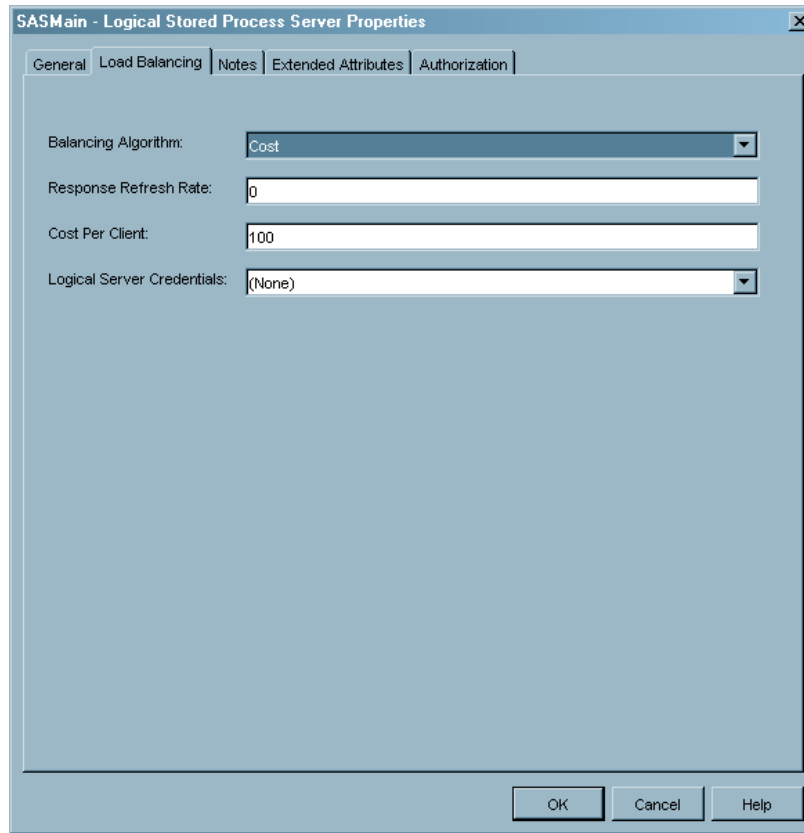 SASMain - Logical Stored Process Server Properties
General Load Balancing Notes Extended Attributes Authorization
Balancing Algorithm: Cost
Response Refresh Rate: 0
Cost Per Client: 100
Logical Server Credentials: (None)
OK Cancel Help